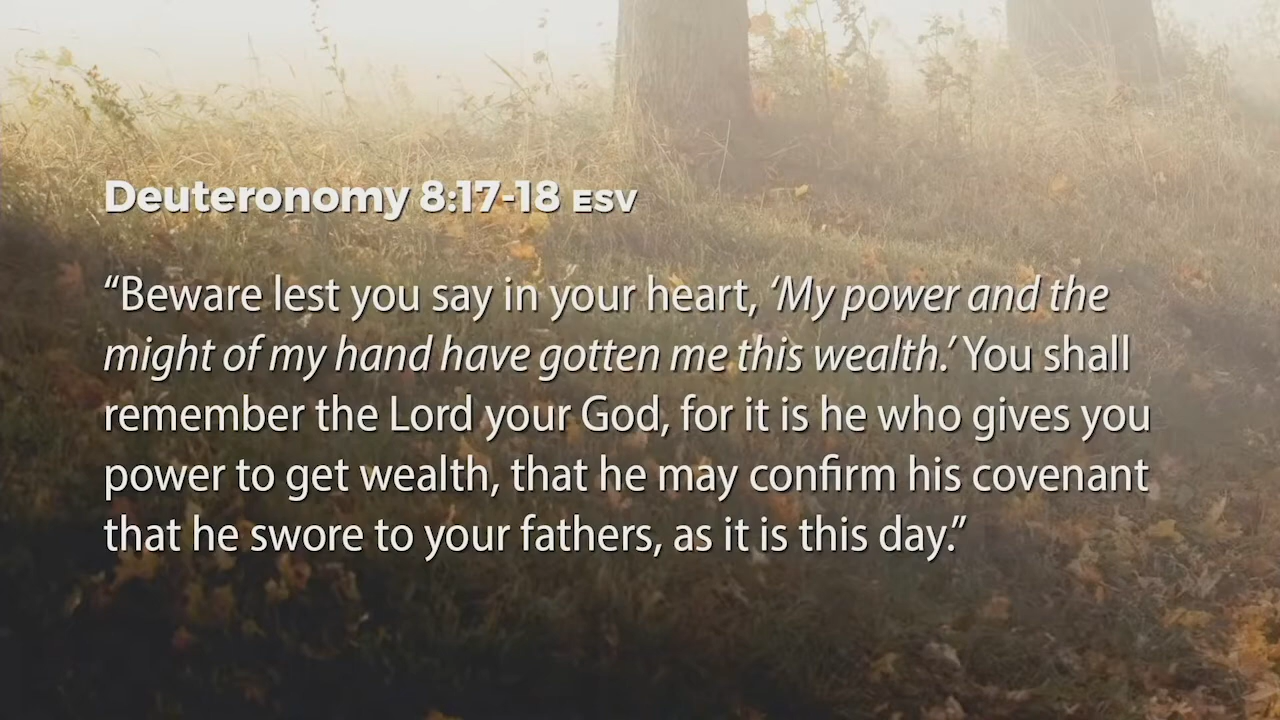 Deuteronomy 8:17-18 ESV
“Beware lest you say in your heart, ‘My power and the
might of my hand have gotten me this wealth.’ You shall
remember the Lord your God, for it is he who gives you
power to get wealth, that he may confirm his covenant
that he swore to your fathers, as it is this day.”